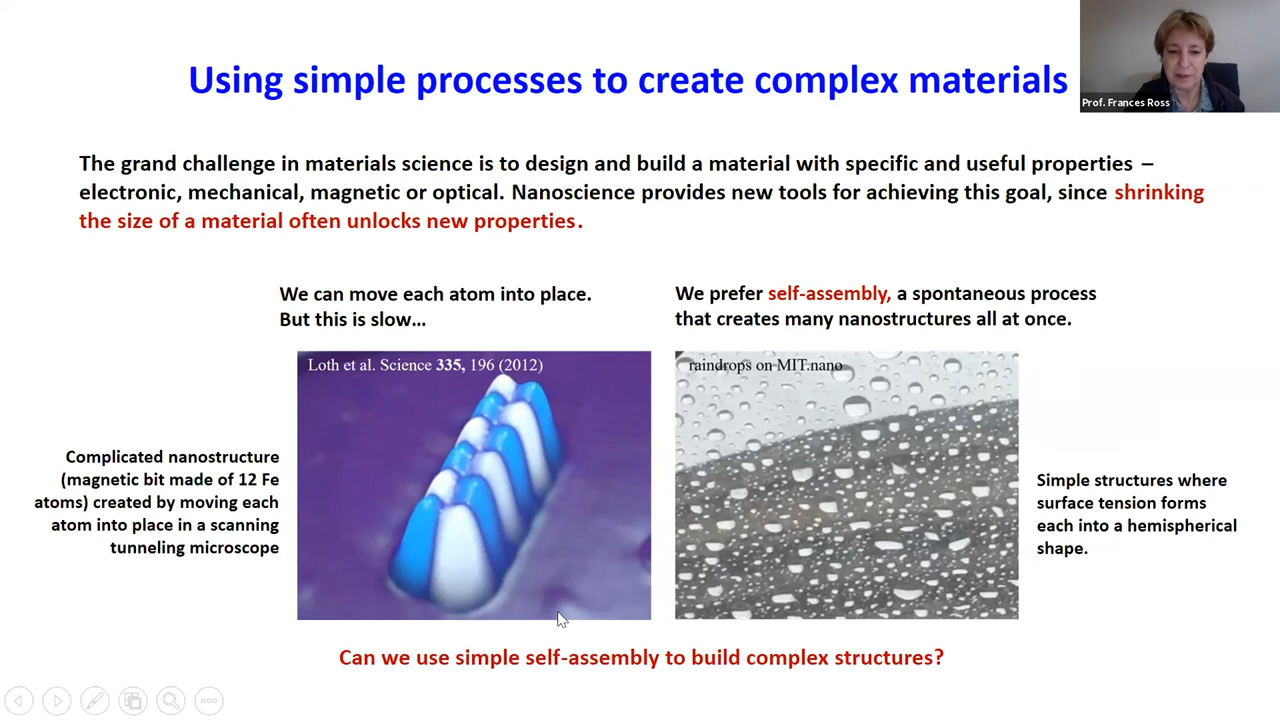 Using simple processes to create complex materials
Prof. Frances Ross
The grand challenge in materials science is to design and build a material with specific and useful properties –
electronic, mechanical, magnetic or optical. Nanoscience provides new tools for achieving this goal, since shrinking
the size of a material often unlocks new properties.
We can move each atom into place.
But this is slow…
We prefer self-assembly, a spontaneous process
that creates many nanostructures all at once.
Loth et al. Science 335, 196 (2012)
raindrops on MIT.nano
Complicated nanostructure
(magnetic bit made of 12 Fe
atoms) created by moving each
atom into place in a scanning
tunneling microscope
Simple structures where
surface tension forms
each into a hemispherical
shape.
Can we use simple self-assembly to build complex structures?